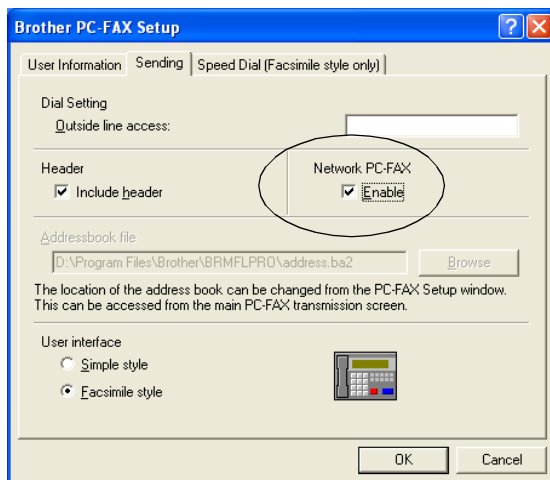 Brother PC-FAX Setup
User Information Sending Speed Dial (Facsimile style only)
Dial Setting
Outside line access:
Header Network PC-FAX
Include header Enable
Addressbook file
D:\Program Files\Brother\BRMFLPRO\address.ba2 Browse
The location of the address book can be changed from the PC-FAX Setup window.
This can be accessed from the main PC-FAX transmission screen.
User interface
Simple style
Facsimile style
OK Cancel